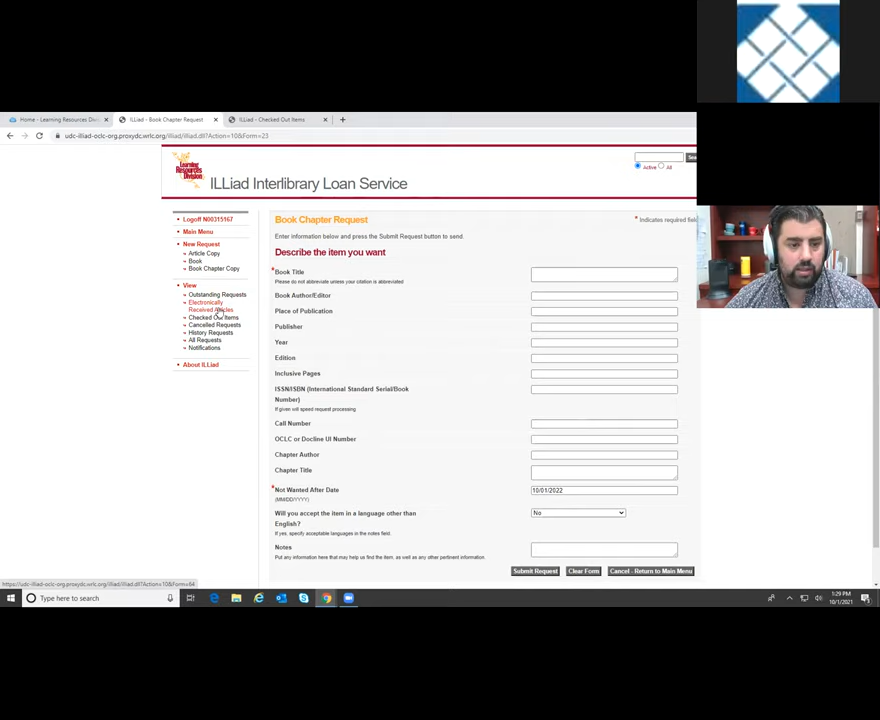 Home - Learning Resources Divis
ILLiad - Book Chapter Request
ILLiad - Checked Out Items
udc-illiad-oclc-org.proxydc.wrlc.org/illiad/illiad.dll?Action=10&Form=23
Learning
Resources
Division
ILLiad Interlibrary Loan Service
Active
All
Logoff N00315167
Main Menu
New Request
Article Copy
Book
Book Chapter Copy
View
Outstanding Requests
Electronically
Received Articles
Checked Out Items
Cancelled Requests
History Requests
All Requests
Notifications
About ILLiad
Book Chapter Request
* Indicates required field
Enter information below and press the Submit Request button to send.
Describe the item you want
* Book Title
Please do not abbreviate unless your citation is abbreviated
Book Author/Editor
Place of Publication
Publisher
Year
Edition
Inclusive Pages
ISSN/ISBN (International Standard Serial/Book
Number)
If given will speed request processing
Call Number
OCLC or Docline UI Number
Chapter Author
Chapter Title
* Not Wanted After Date
10/01/2022
(MM/DD/YYYY)
Will you accept the item in a language other than
English?
No
If yes, specify acceptable languages in the notes field.
Notes
Put any information here that may help us find the item, as well as any other pertinent information.
Submit Request
Clear Form
Cancel - Return to Main Menu
https://udc-illiad-oclc-org.proxydc.wrlc.org/illiad/illiad.dll?Action=10&Form=64
Type here to search
1:29 PM
10/1/2021